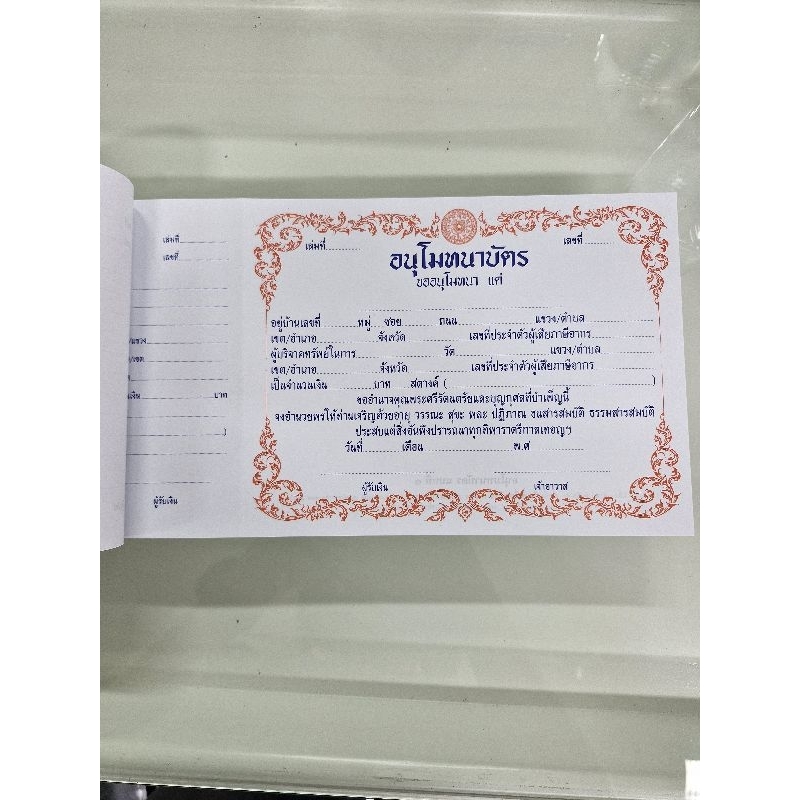 เล่มที่
เลขที่
บาท
)
ผู้รับเงิน
เล่มที่ เลขที่
อนุโมทนาบัตร
ขออนุโมทนา แด่
อยู่บ้านเลขที่ หมู่ ซอย ถนน แขวง/ตำบล
เขต/อำเภอ จังหวัด เลขที่ประจำตัวผู้เสียภาษีอากร
ผู้บริจาคทรัพย์ในการ วัด แขวง/ตำบล
เขต/อำเภอ จังหวัด เลขที่ประจำตัวผู้เสียภาษีอากร
เป็นจำนวนเงิน บาท สตางค์ ( )
ขออำนาจคุณพระศรีรัตนตรัยและบุญกุศลที่บำเพ็ญนี้
จงอำนวยพรให้ท่านเจริญด้วยอายุ วรรณะ สุขะ พละ ปฏิภาณ ธนสารสมบัติ ธรรมสารสมบัติ
ประสบแต่สิ่งอันพึงปรารถนาทุกทิพาราตรีกาลเทอญฯ
วันที่ เดือน พ.ศ
ผู้รับเงิน เจ้าอาวาส